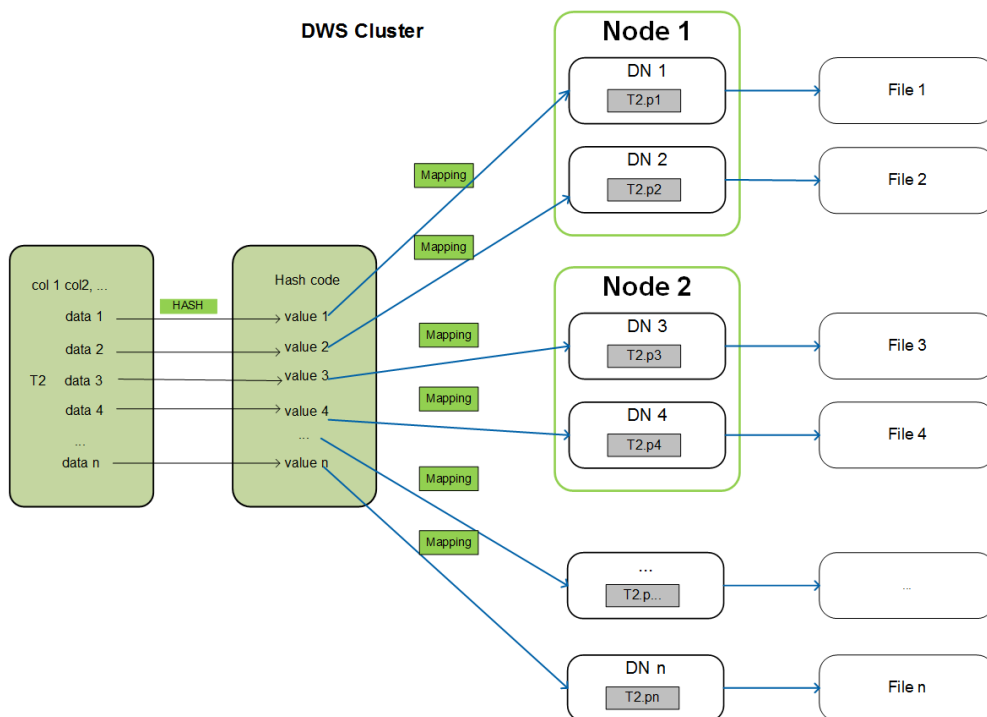 DWS Cluster
Node 1
DN 1
T2.p1
File 1
Mapping
DN 2
T2.p2
File 2
Mapping
col 1 col2, ...
Hash code
HASH
data 1
value 1
data 2
value 2
T2
data 3
value 3
data 4
value 4
...
...
data n
value n
Node 2
Mapping
DN 3
T2.p3
File 3
Mapping
DN 4
T2.p4
File 4
Mapping
Mapping
...
T2.p...
...
DN n
T2.pn
File n